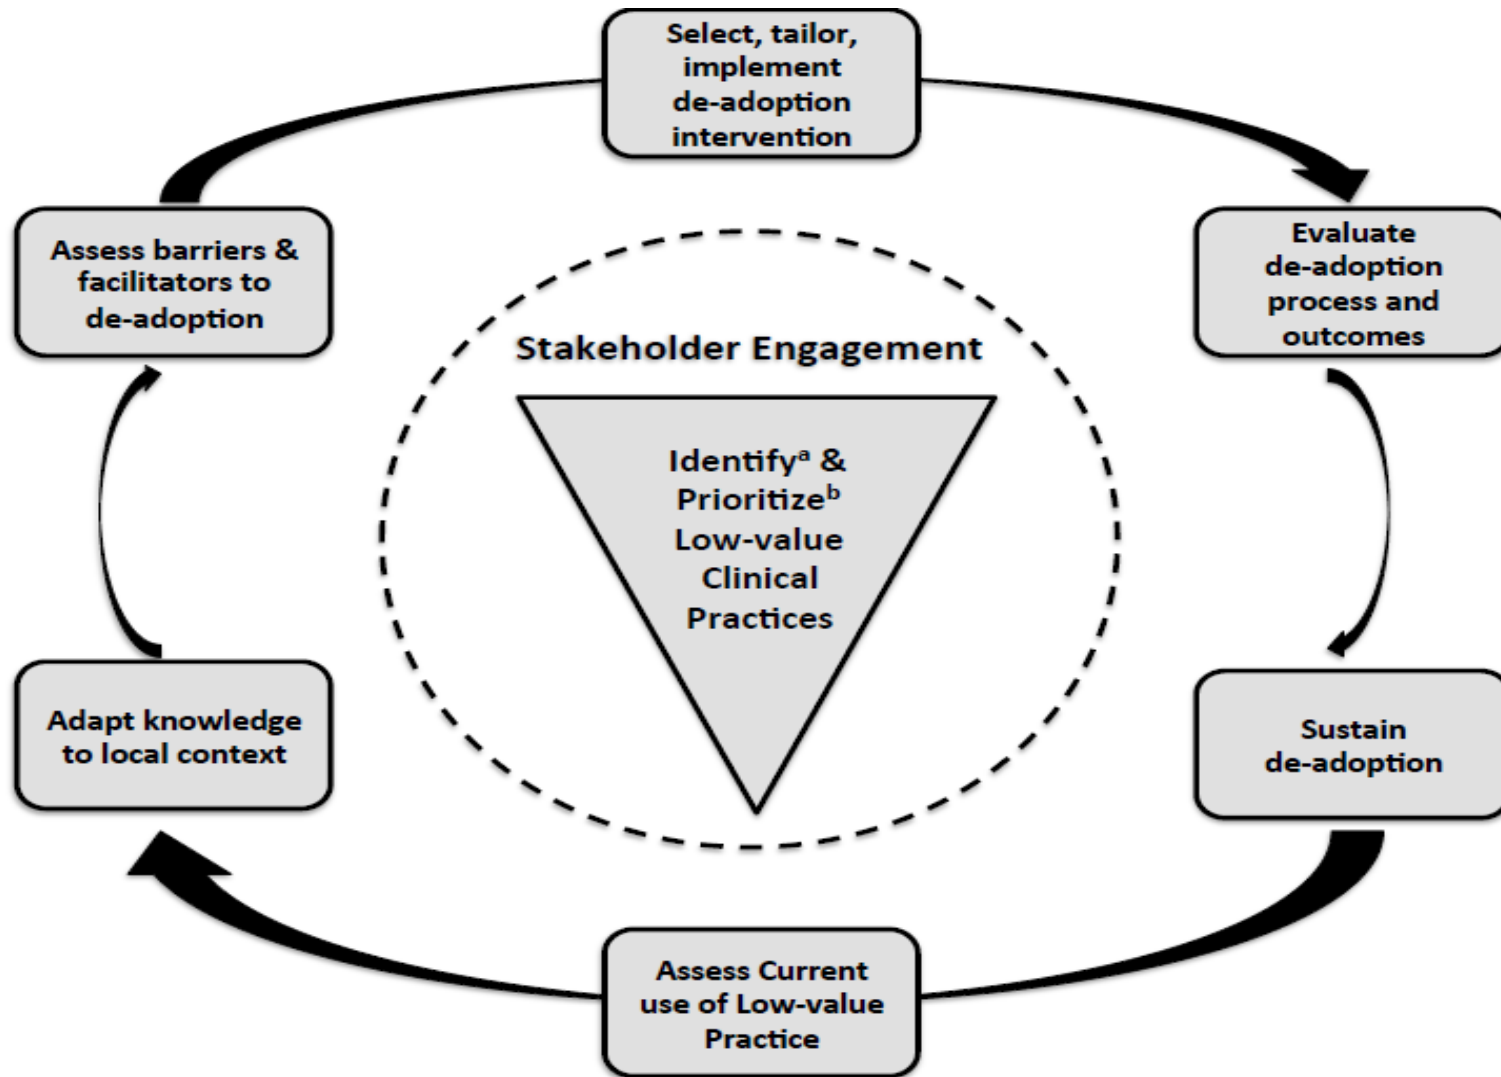 Select, tailor,
implement
de-adoption
intervention
Assess barriers &
facilitators to
de-adoption
Evaluate
de-adoption
process and
outcomes
Stakeholder Engagement
Identifyᵃ &
Prioritizeᵇ
Low-value
Clinical
Practices
Adapt knowledge
to local context
Sustain
de-adoption
Assess Current
use of Low-value
Practice